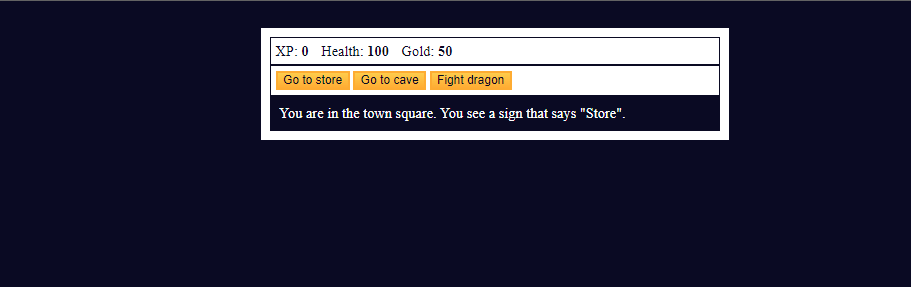 XP: 0 Health: 100 Gold: 50
Go to store Go to cave Fight dragon
You are in the town square. You see a sign that says "Store".